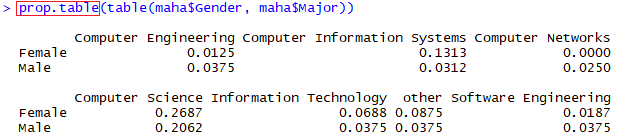 > prop.table(table(maha$Gender, maha$Major))
Computer Engineering Computer Information Systems Computer Networks
Female 0.0125 0.1313 0.0000
Male 0.0375 0.0312 0.0250
Computer Science Information Technology other Software Engineering
Female 0.2687 0.0688 0.0875 0.0187
Male 0.2062 0.0375 0.0375 0.0375